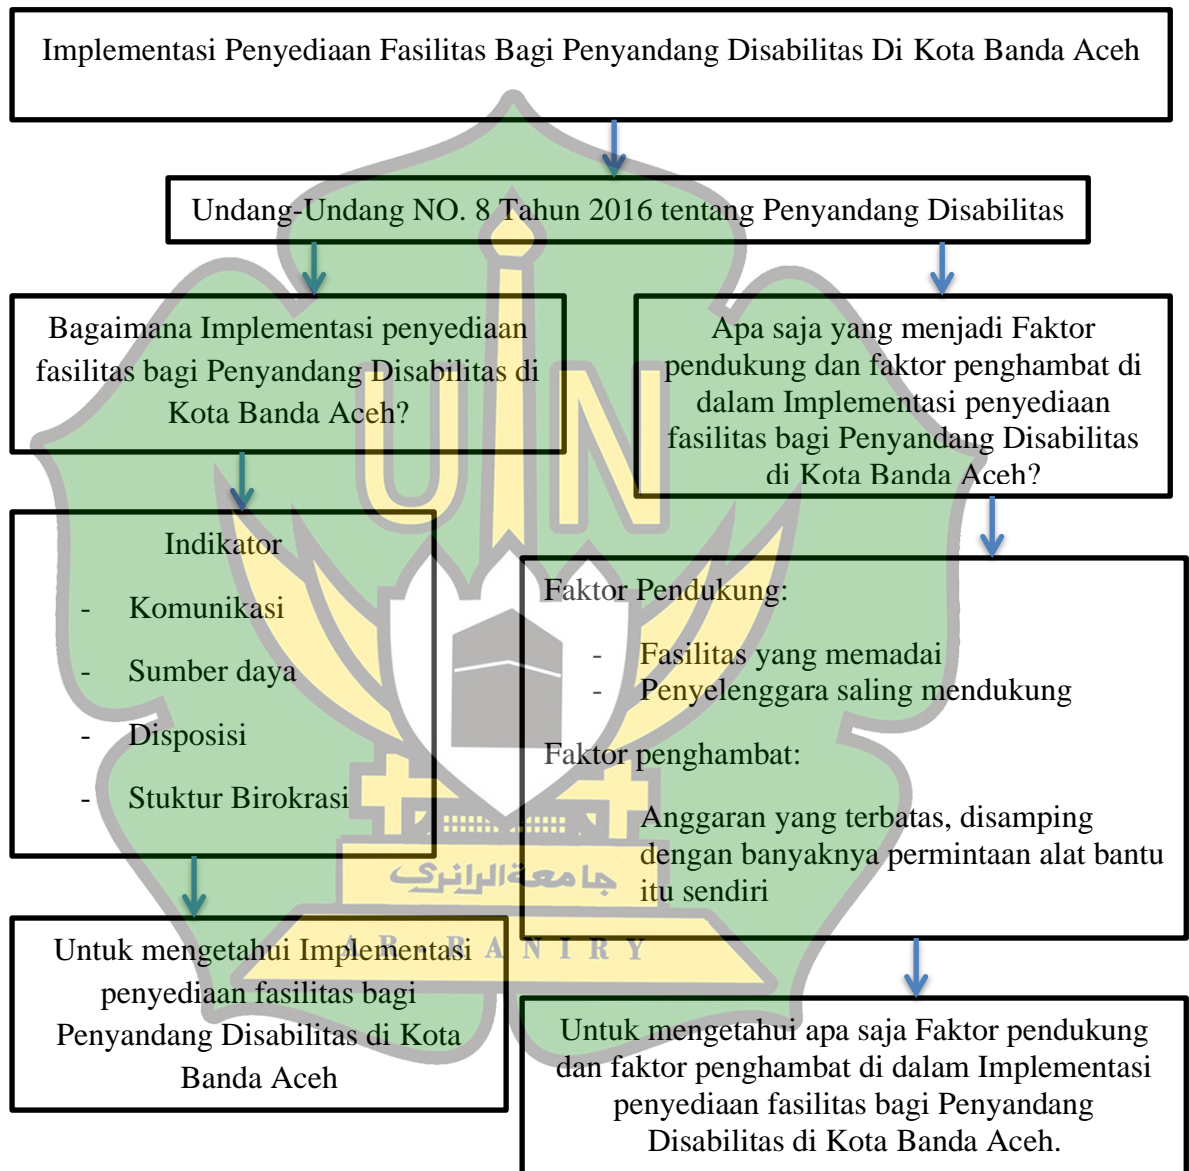 Implementasi Penyediaan Fasilitas Bagi Penyandang Disabilitas Di Kota Banda Aceh
Undang-Undang NO. 8 Tahun 2016 tentang Penyandang Disabilitas
Bagaimana Implementasi penyediaan
fasilitas bagi Penyandang Disabilitas di
Kota Banda Aceh?
Apa saja yang menjadi Faktor
pendukung dan faktor penghambat di
dalam Implementasi penyediaan
fasilitas bagi Penyandang Disabilitas
di Kota Banda Aceh?
Indikator
- Komunikasi
- Sumber daya
- Disposisi
- Stuktur Birokrasi
Faktor Pendukung:
- Fasilitas yang memadai
- Penyelenggara saling mendukung
Faktor penghambat:
Anggaran yang terbatas, disamping
dengan banyaknya permintaan alat bantu
itu sendiri
Untuk mengetahui Implementasi
penyediaan fasilitas bagi
Penyandang Disabilitas di Kota
Banda Aceh
Untuk mengetahui apa saja Faktor pendukung
dan faktor penghambat di dalam Implementasi
penyediaan fasilitas bagi Penyandang
Disabilitas di Kota Banda Aceh.
UIN
جامعةالرانري
AR-RANIRY